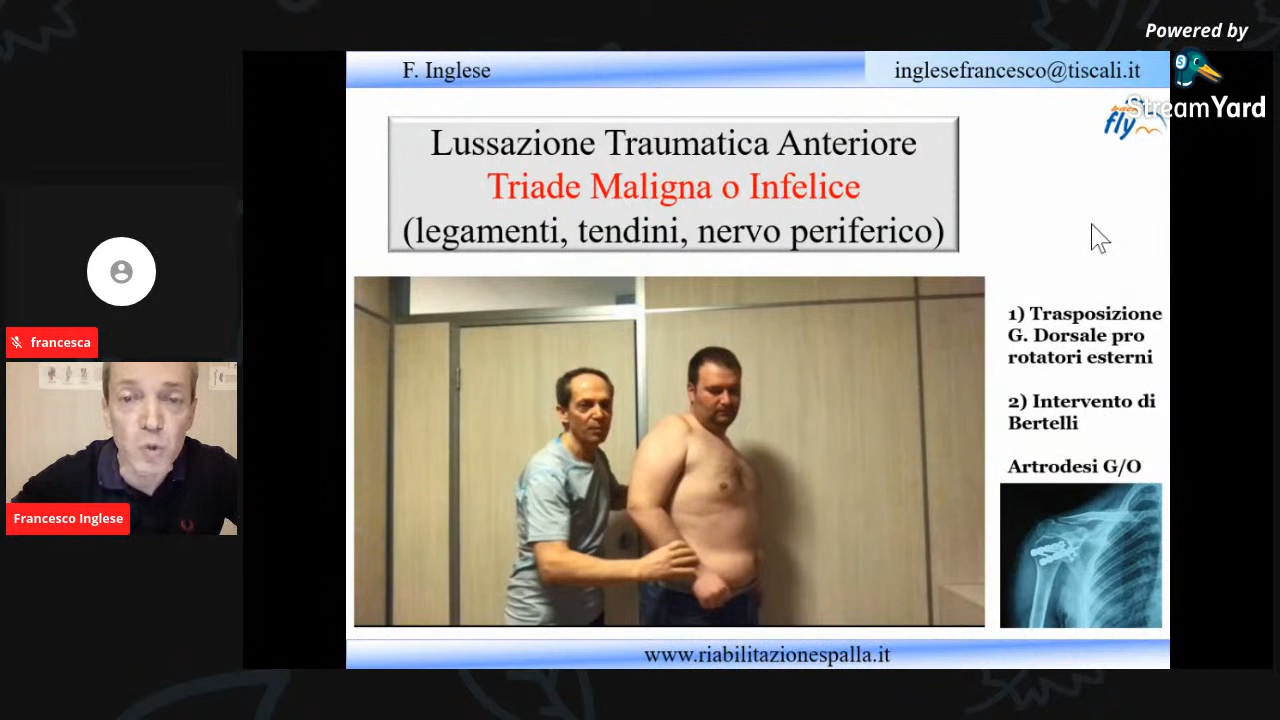 Powered by
StreamYard
F. Inglese
inglesefrancesco@tiscali.it
fly
Lussazione Traumatica Anteriore
Triade Maligna o Infelice
(legamenti, tendini, nervo periferico)
1) Trasposizione
G. Dorsale pro
rotatori esterni
2) Intervento di
Bertelli
Artrodesi G/O
francesca
Francesco Inglese
www.riabilitazionespalla.it